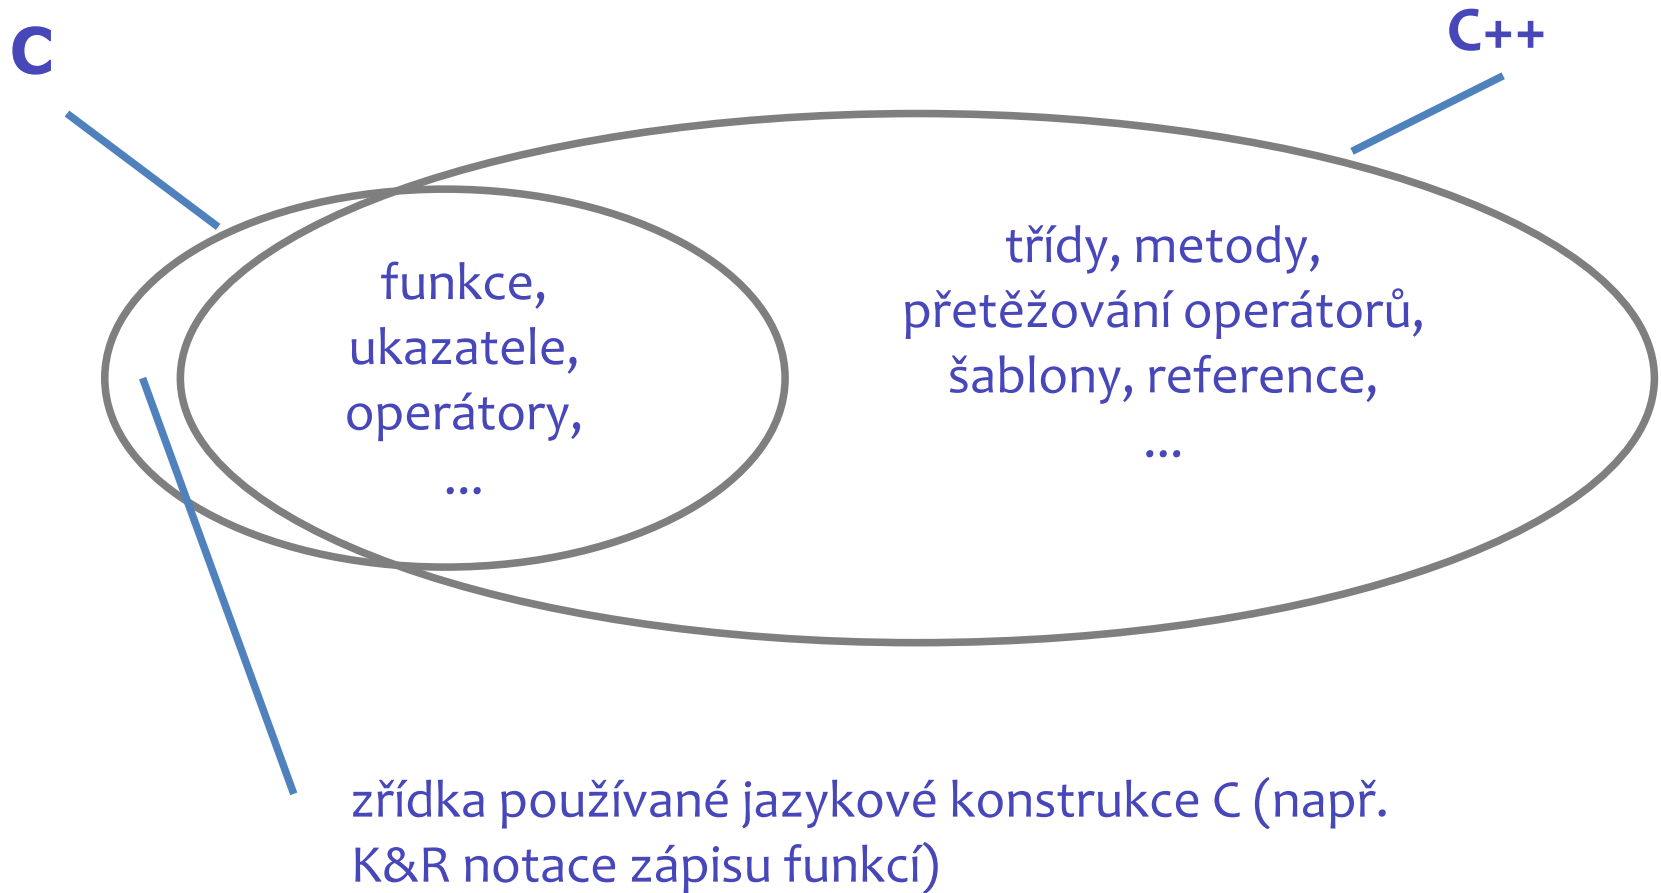 C
C++
funkce,
ukazatele,
operátory,
...
třídy, metody,
přetěžování operátorů,
šablony, reference,
...
zřídka používané jazykové konstrukce C (např.
K&R notace zápisu funkcí)